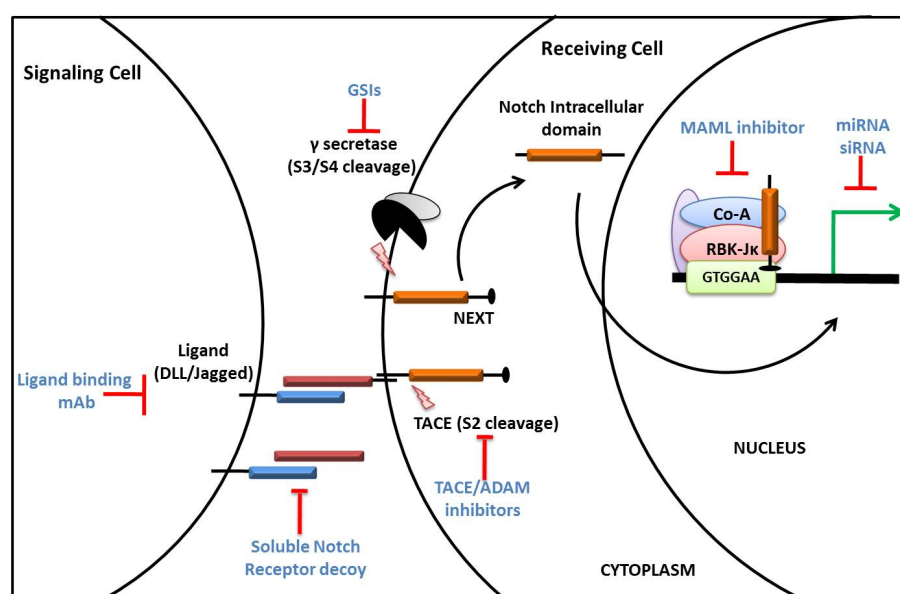 Signaling Cell
Receiving Cell
GSIs
γ secretase
(S3/S4 cleavage)
Notch Intracellular
domain
MAML inhibitor
miRNA
siRNA
Co-A
RBK-Jκ
GTGGAA
NEXT
Ligand
(DLL/Jagged)
Ligand binding
mAb
TACE (S2 cleavage)
TACE/ADAM
inhibitors
Soluble Notch
Receptor decoy
NUCLEUS
CYTOPLASM